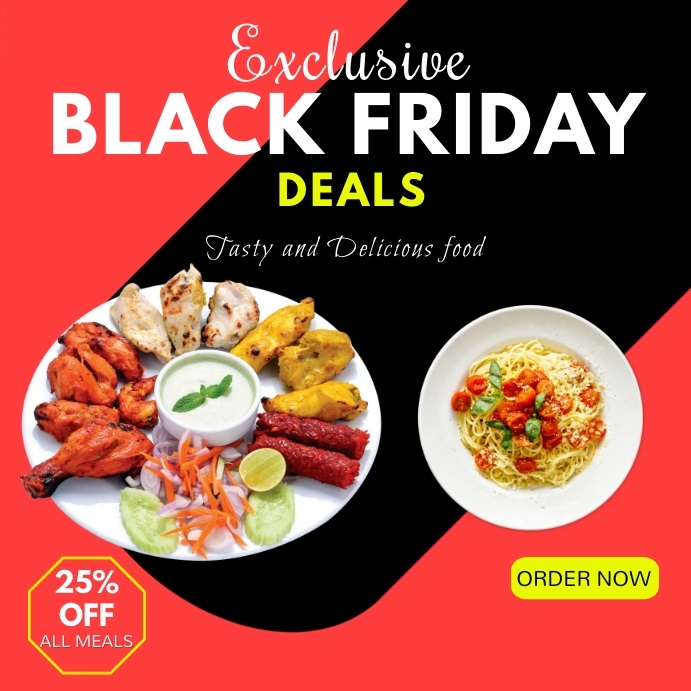 Exclusive
BLACK FRIDAY
DEALS
Tasty and Delicious food
25%
OFF
ALL MEALS
ORDER NOW